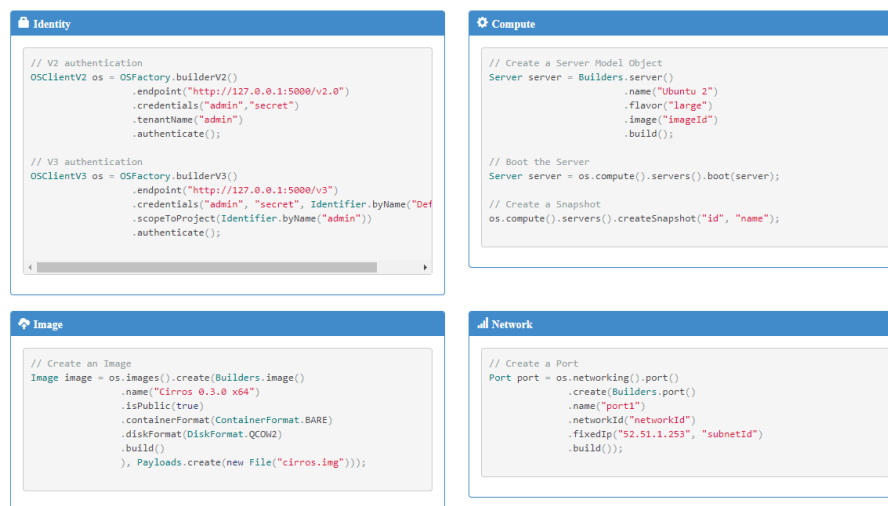 Identity
// V2 authentication
OSClientV2 os = OSFactory.builderV2()
.endpoint("http://127.0.0.1:5000/v2.0")
.credentials("admin","secret")
.tenantName("admin")
.authenticate();
// V3 authentication
OSClientV3 os = OSFactory.builderV3()
.endpoint("http://127.0.0.1:5000/v3")
.credentials("admin", "secret", Identifier.byName("Def
.scopeToProject(Identifier.byName("admin"))
.authenticate();
Compute
// Create a Server Model Object
Server server = Builders.server()
.name("Ubuntu 2")
.flavor("large")
.image("imageId")
.build();
// Boot the Server
Server server = os.compute().servers().boot(server);
// Create a Snapshot
os.compute().servers().createSnapshot("id", "name");
Image
// Create an Image
Image image = os.images().create(Builders.image()
.name("Cirros 0.3.0 x64")
.isPublic(true)
.containerFormat(ContainerFormat.BARE)
.diskFormat(DiskFormat.QCOW2)
.build()
), Payloads.create(new File("cirros.img")));
Network
// Create a Port
Port port = os.networking().port()
.create(Builders.port()
.name("port1")
.networkId("networkId")
.fixedIp("52.51.1.253", "subnetId")
.build());